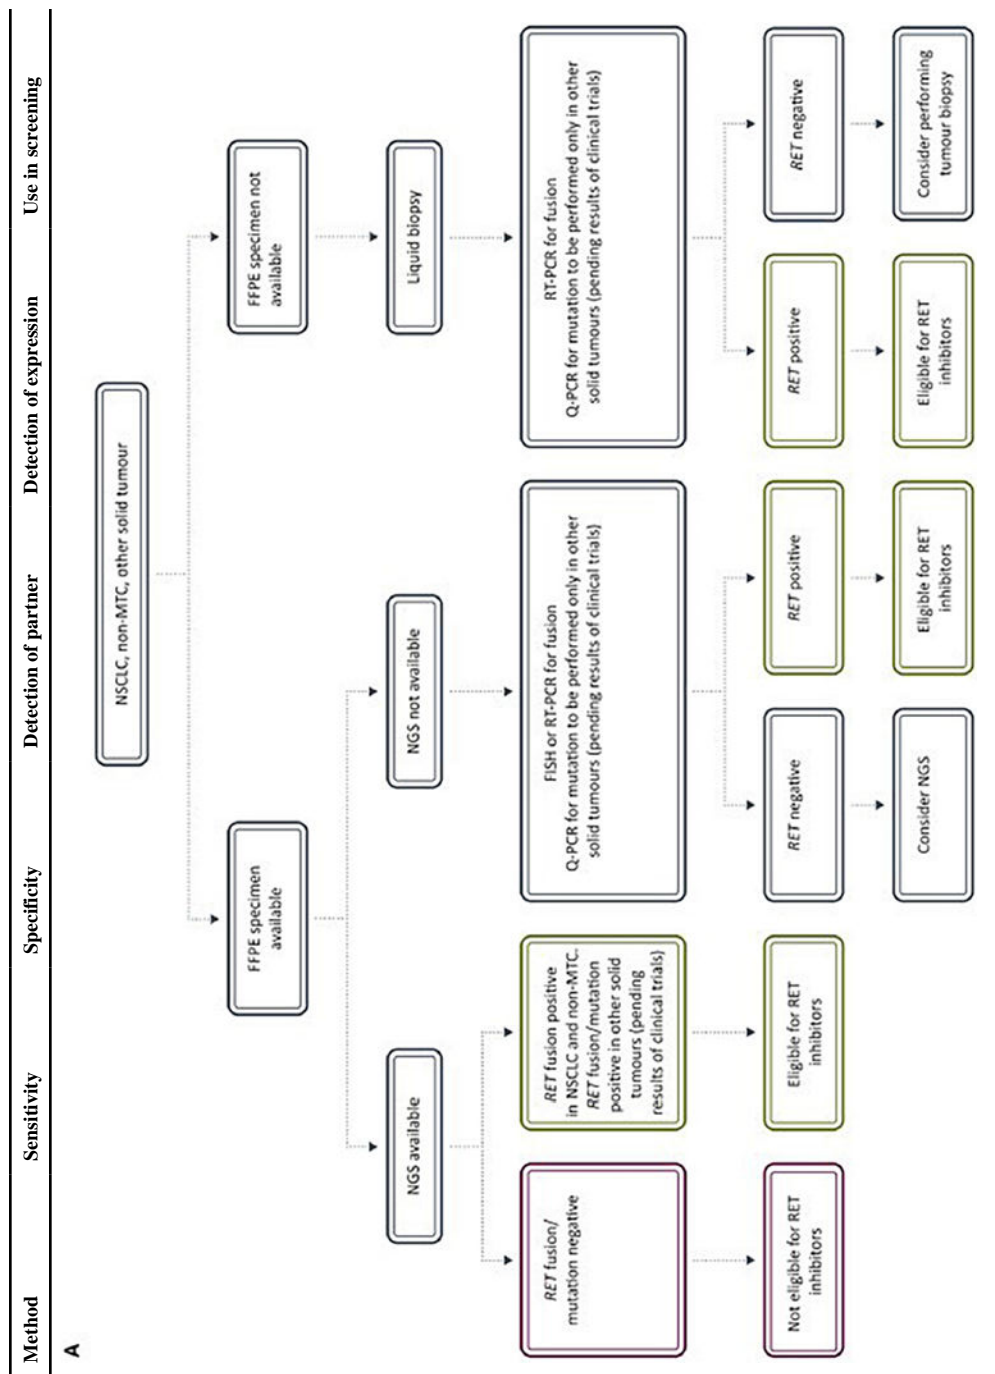 Method Sensitivity Specificity Detection of partner Detection of expression Use in screening
A
NSCLC, non-MTC, other solid tumour
FFPE specimen
available
FFPE specimen not
available
NGS available
NGS not available
Liquid biopsy
RET fusion/
mutation negative
RET fusion positive
in NSCLC and non-MTC.
RET fusion/mutation
positive in other solid
tumours (pending
results of clinical trials)
FISH or RT-PCR for fusion
Q-PCR for mutation to be performed only in other
solid tumours (pending results of clinical trials)
RT-PCR for fusion
Q-PCR for mutation to be performed only in other
solid tumours (pending results of clinical trials)
Not eligible for RET
inhibitors
Eligible for RET
inhibitors
RET negative
RET positive
RET positive
RET negative
Consider NGS
Eligible for RET
inhibitors
Eligible for RET
inhibitors
Consider performing
tumour biopsy